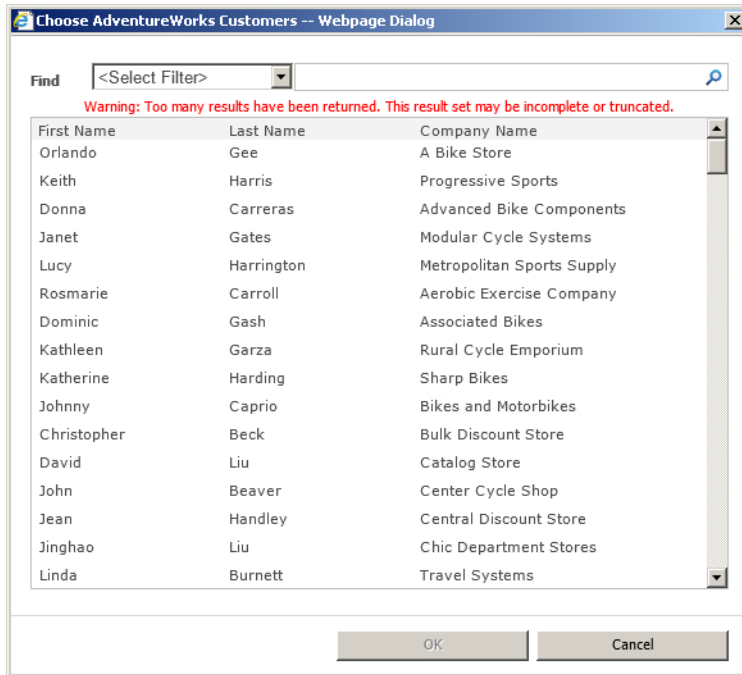 Choose AdventureWorks Customers -- Webpage Dialog
Find <Select Filter>
Warning: Too many results have been returned. This result set may be incomplete or truncated.
First Name Last Name Company Name
Orlando Gee A Bike Store
Keith Harris Progressive Sports
Donna Carreras Advanced Bike Components
Janet Gates Modular Cycle Systems
Lucy Harrington Metropolitan Sports Supply
Rosmarie Carroll Aerobic Exercise Company
Dominic Gash Associated Bikes
Kathleen Garza Rural Cycle Emporium
Katherine Harding Sharp Bikes
Johnny Caprio Bikes and Motorbikes
Christopher Beck Bulk Discount Store
David Liu Catalog Store
John Beaver Center Cycle Shop
Jean Handley Central Discount Store
Jinghao Liu Chic Department Stores
Linda Burnett Travel Systems
OK Cancel